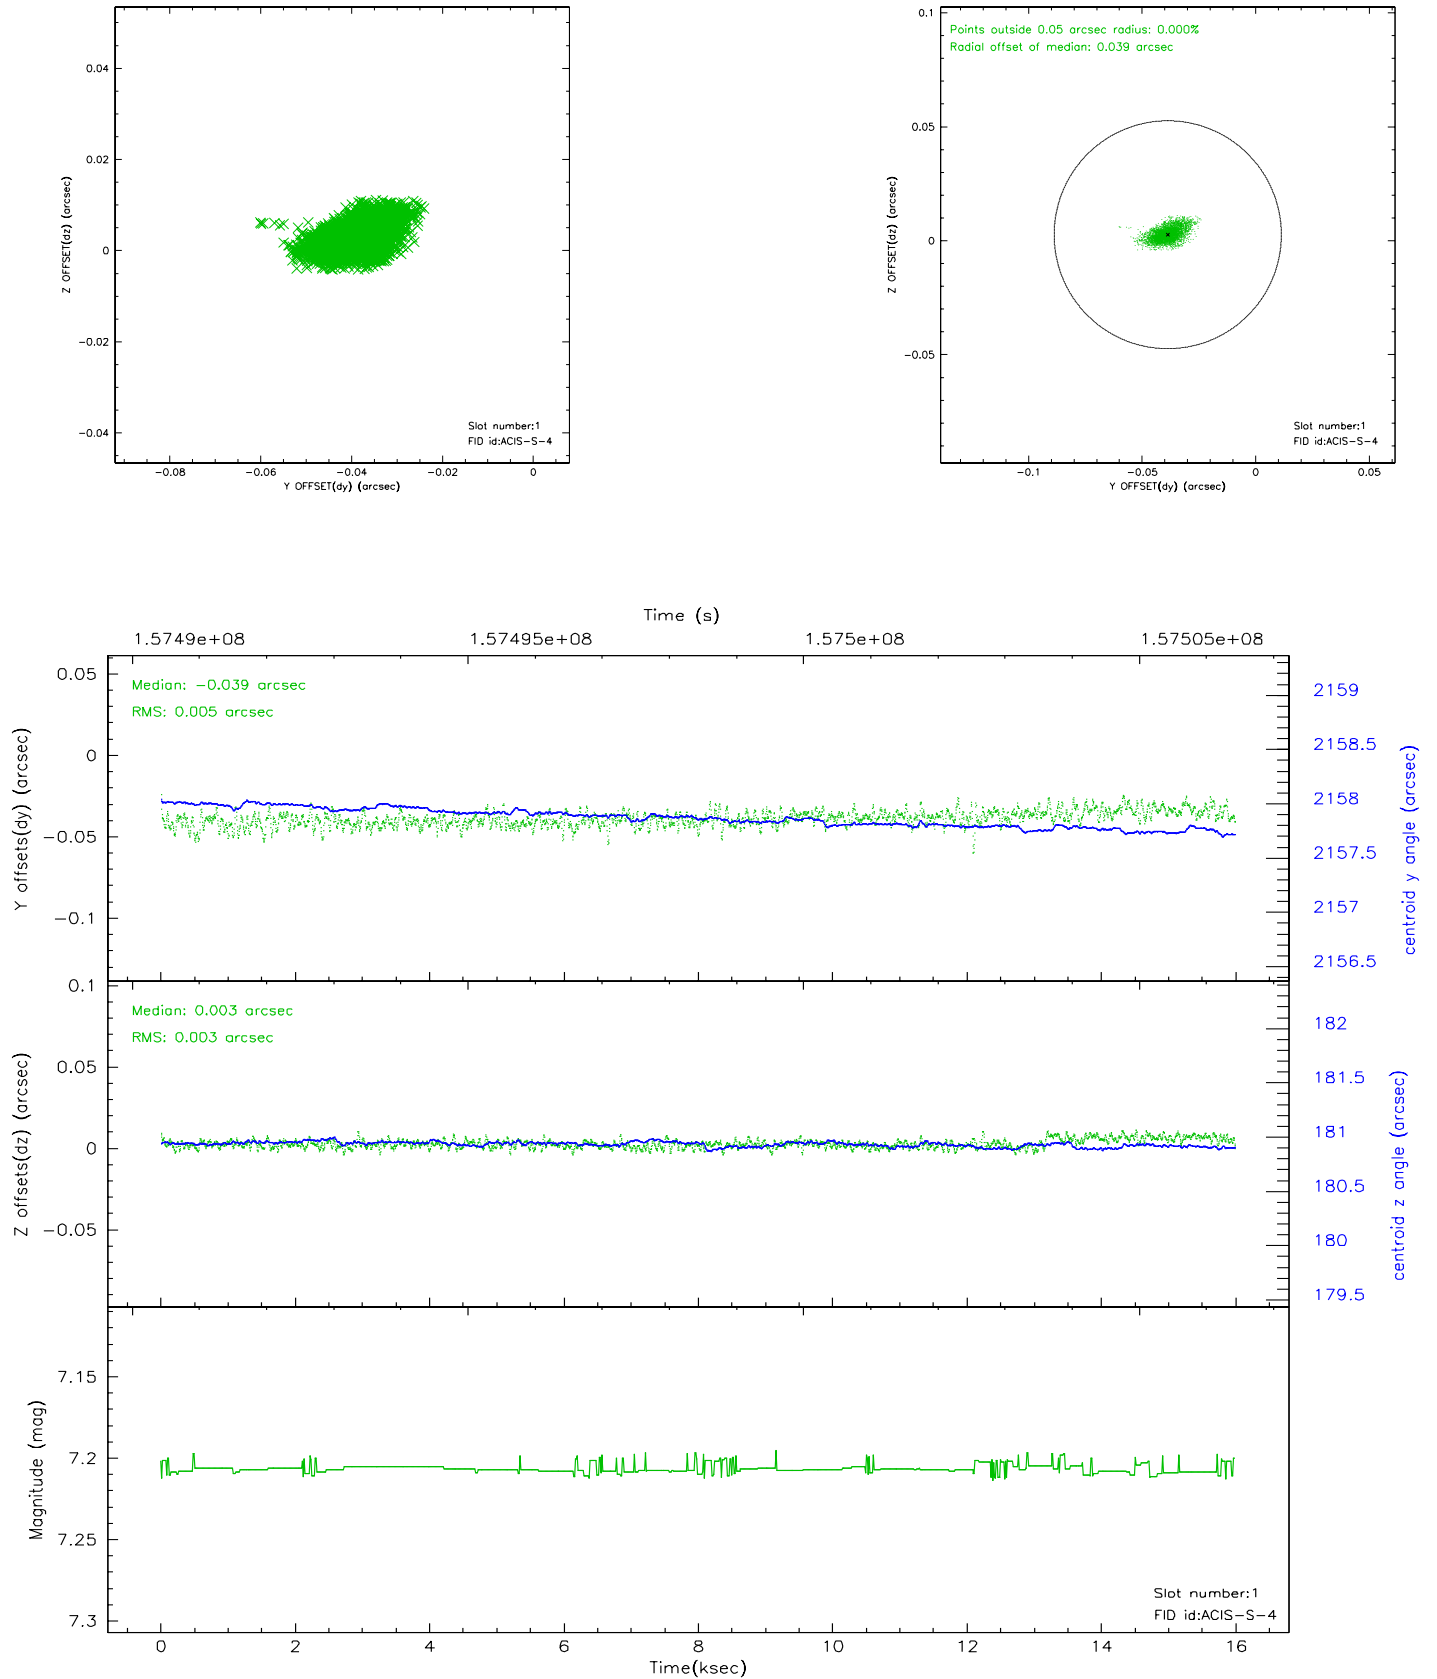 0.04
0.02
0
−0.02
−0.04
Z OFFSET(dz) (arcsec)
Slot number:1
FID id:ACIS−S−4
−0.08
−0.06
−0.04
−0.02
0
Y OFFSET(dy) (arcsec)
0.1
0.05
0
−0.05
Z OFFSET(dz) (arcsec)
Points outside 0.05 arcsec radius: 0.000%
Radial offset of median: 0.039 arcsec
Slot number:1
FID id:ACIS−S−4
−0.1
−0.05
0
0.05
Y OFFSET(dy) (arcsec)
Time (s)
1.5749e+08
1.57495e+08
1.575e+08
1.57505e+08
0.05
0
−0.05
−0.1
Y offsets(dy) (arcsec)
Median: −0.039 arcsec
RMS: 0.005 arcsec
2159
2158.5
2158
2157.5
2157
2156.5
centroid y angle (arcsec)
0.1
0.05
0
−0.05
Z offsets(dz) (arcsec)
Median: 0.003 arcsec
RMS: 0.003 arcsec
182
181.5
181
180.5
180
179.5
centroid z angle (arcsec)
7.15
7.2
7.25
7.3
Magnitude (mag)
Slot number:1
FID id:ACIS−S−4
0
2
4
6
8
10
12
14
16
Time(ksec)